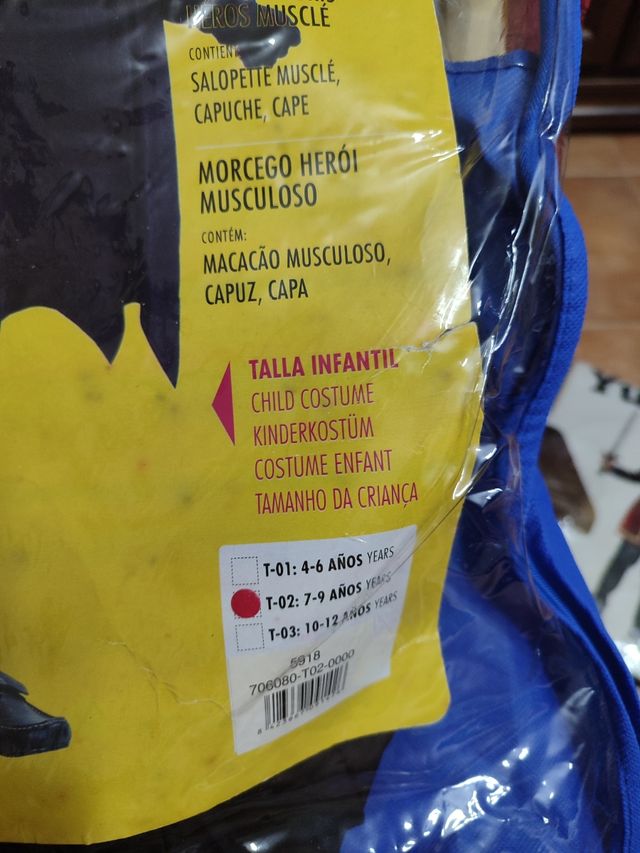 HÉROS MUSCLÉ
CONTIENT
SALOPETTE MUSCLÉ,
CAPUCHE, CAPE
MORCEGO HERÓI
MUSCULOSO
CONTÉM:
MACACÃO MUSCULOSO,
CAPUZ, CAPA
TALLA INFANTIL
CHILD COSTUME
KINDERKOSTÜM
COSTUME ENFANT
TAMANHO DA CRIANÇA
T-01: 4-6 AÑOS YEARS
T-02: 7-9 AÑOS YEARS
T-03: 10-12 AÑOS YEARS
5918
706080-T02-0000